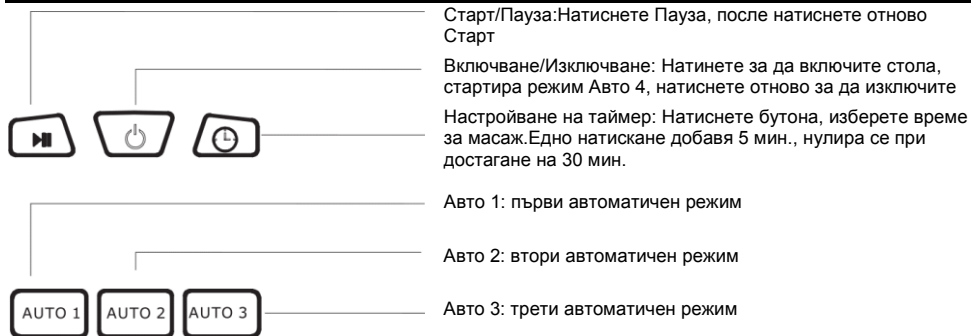 Старт/Пауза:Натиснете Пауза, после натиснете отново
Старт
Включване/Изключване: Натинете за да включите стола,
стартира режим Авто 4, натиснете отново за да изключите
Настройване на таймер: Натиснете бутона, изберете време
за масаж.Едно натискане добавя 5 мин., нулира се при
достагане на 30 мин.
Авто 1: първи автоматичен режим
Авто 2: втори автоматичен режим
AUTO 1 AUTO 2 AUTO 3
Авто 3: трети автоматичен режим